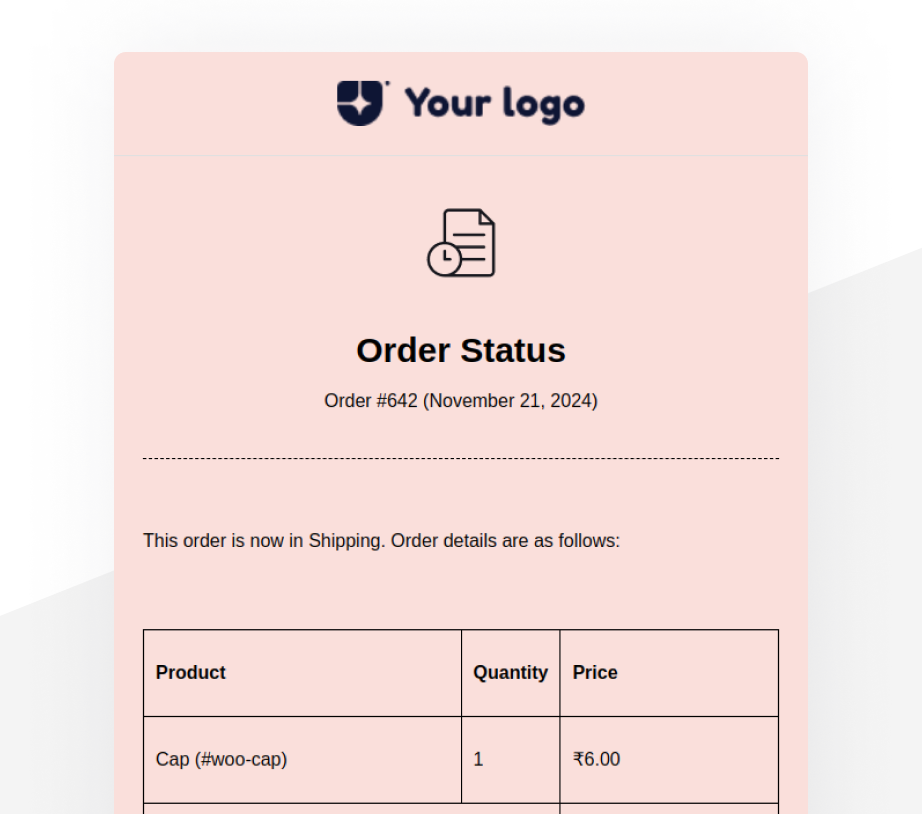 Your logo
Order Status
Order #642 (November 21, 2024)
This order is now in Shipping. Order details are as follows:
Product Quantity Price
Cap (#woo-cap) 1 ₹6.00